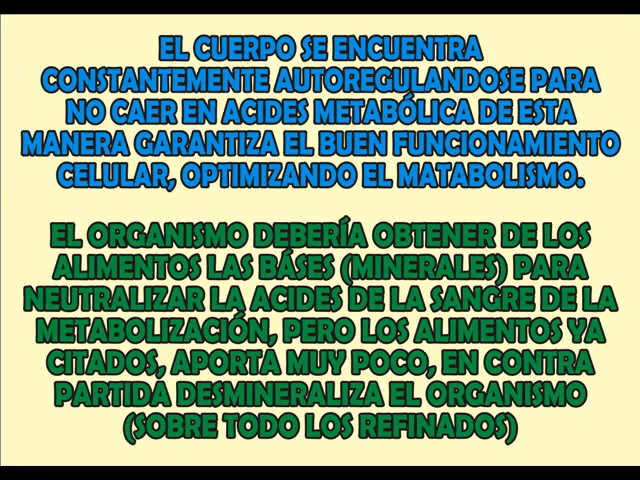 EL CUERPO SE ENCUENTRA
CONSTANTEMENTE AUTOREGULANDOSE PARA
NO CAER EN ACIDES METABÓLICA DE ESTA
MANERA GARANTIZA EL BUEN FUNCIONAMIENTO
CELULAR, OPTIMIZANDO EL MATABOLISMO.
EL ORGANISMO DEBERÍA OBTENER DE LOS
ALIMENTOS LAS BÁSES (MINERALES) PARA
NEUTRALIZAR LA ACIDES DE LA SANGRE DE LA
METABOLIZACIÓN, PERO LOS ALIMENTOS YA
CITADOS, APORTA MUY POCO, EN CONTRA
PARTIDA DESMINERALIZA EL ORGANISMO
(SOBRE TODO LOS REFINADOS)